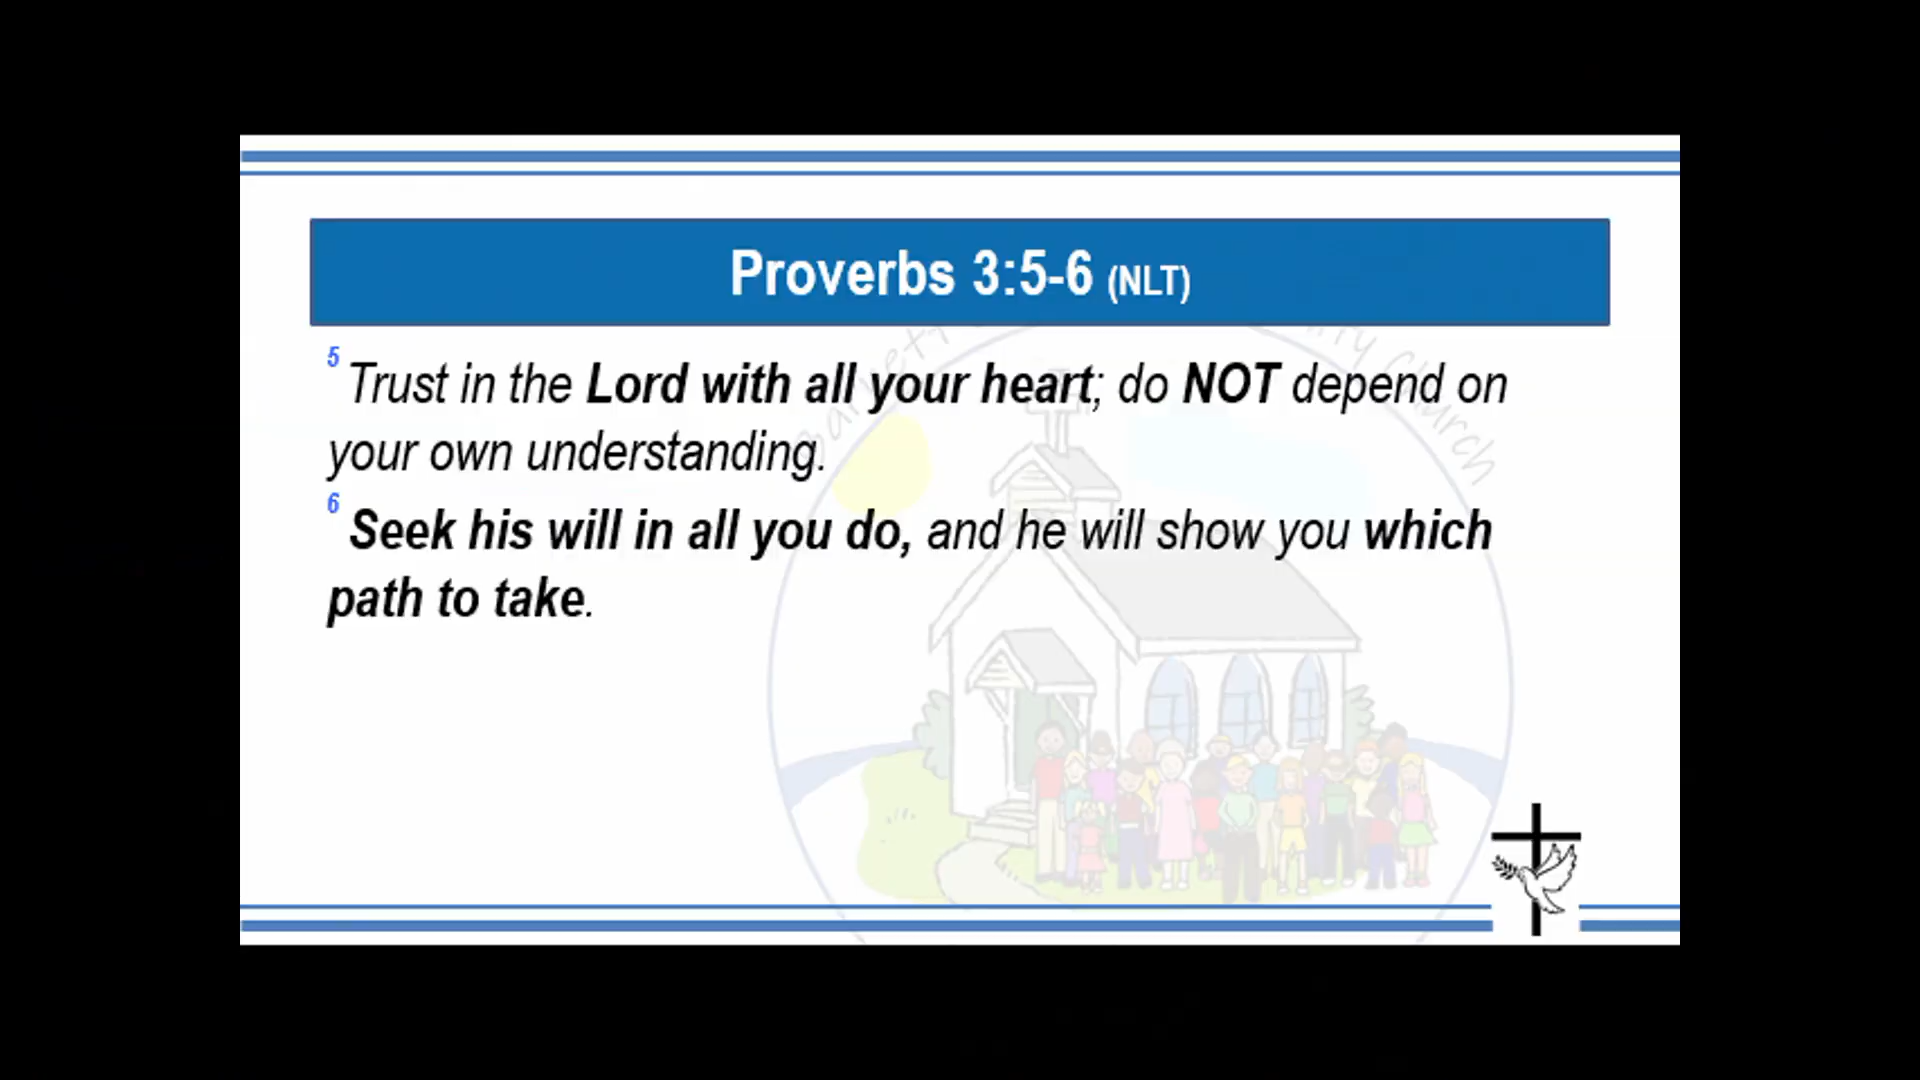 Proverbs 3:5-6 (NLT)
5 Trust in the Lord with all your heart; do NOT depend on
your own understanding.
6 Seek his will in all you do, and he will show you which
path to take.
Church